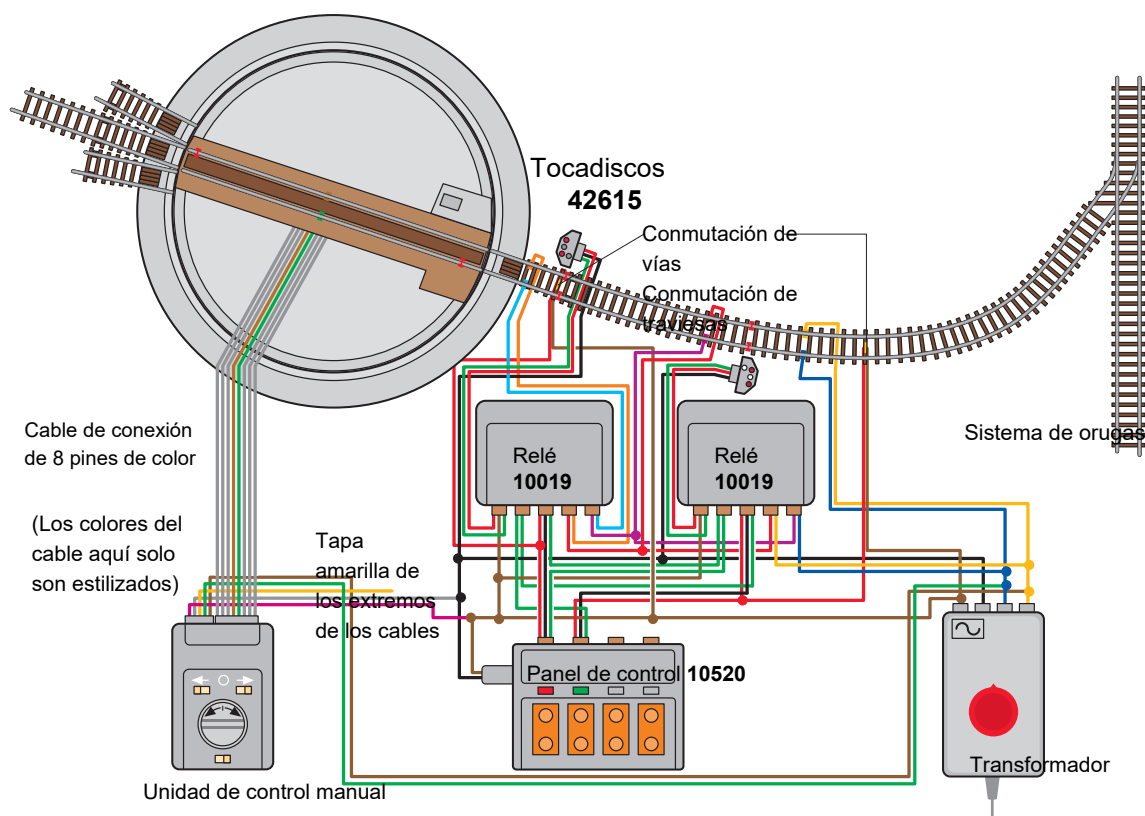 Tocadiscos
42615
Conmutación de
vías
Conmutación de
traviesas
Cable de conexión
de 8 pines de color
(Los colores del
cable aquí solo
son estilizados)
Relé
10019
Relé
10019
Sistema de orugas
Tapa
amarilla de
los extremos
de los cables
Panel de control 10520
Unidad de control manual
Transformador